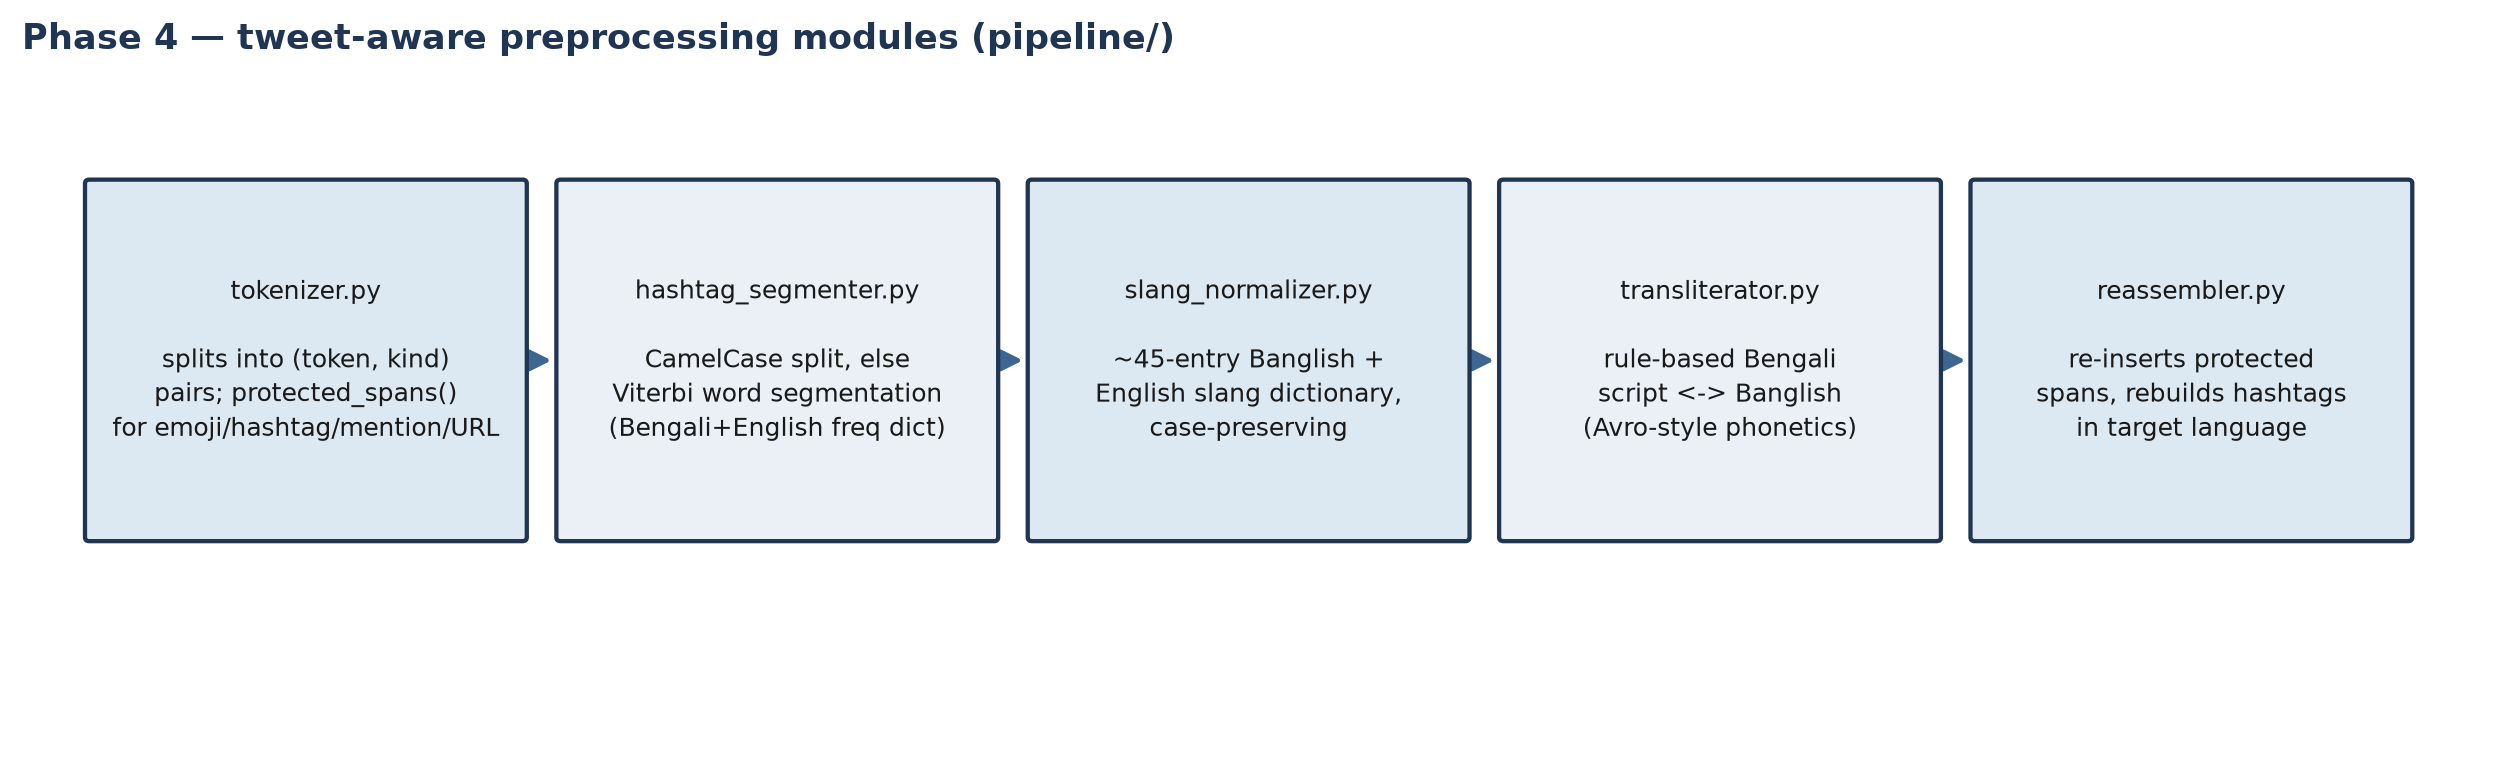 Phase 4 — tweet-aware preprocessing modules (pipeline/)
tokenizer.py
splits into (token, kind)
pairs; protected_spans()
for emoji/hashtag/mention/URL
hashtag_segmenter.py
CamelCase split, else
Viterbi word segmentation
(Bengali+English freq dict)
slang_normalizer.py
~45-entry Banglish +
English slang dictionary,
case-preserving
transliterator.py
rule-based Bengali
script <-> Banglish
(Avro-style phonetics)
reassembler.py
re-inserts protected
spans, rebuilds hashtags
in target language